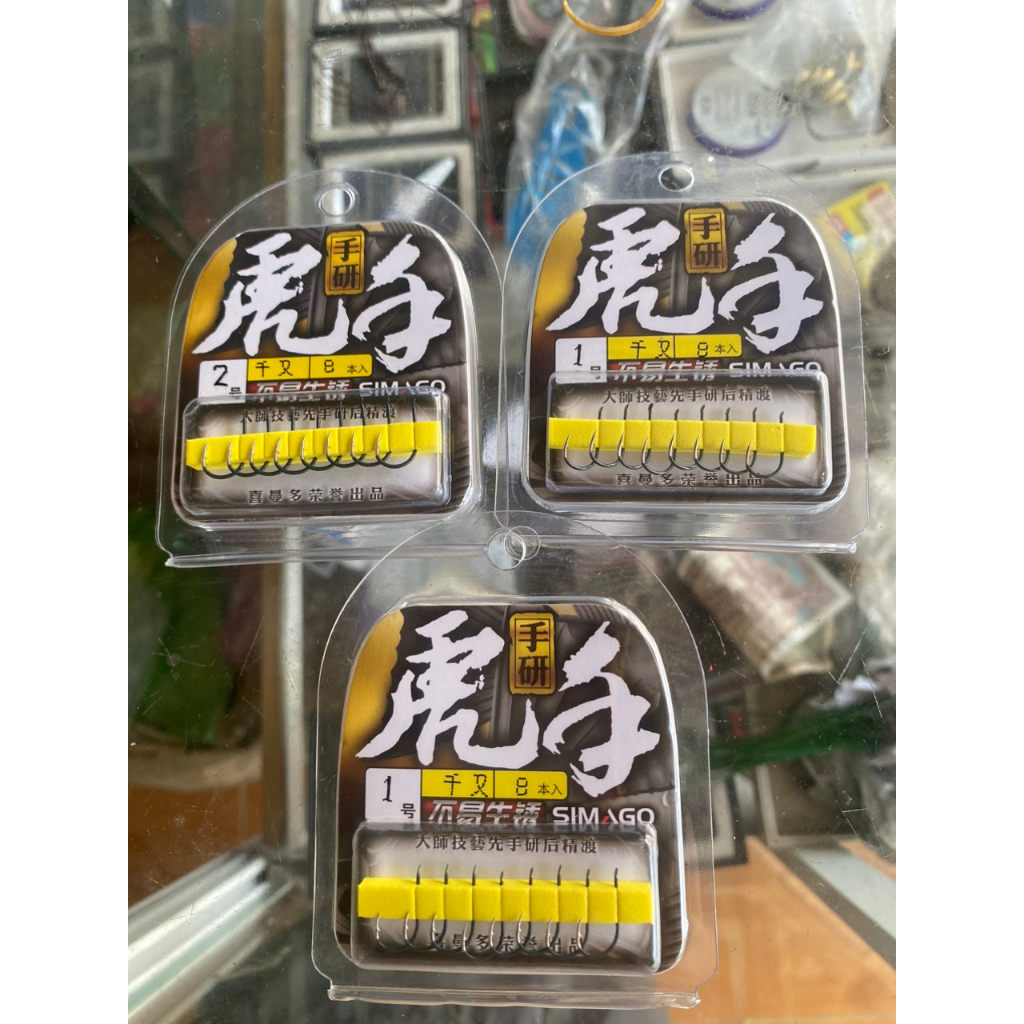 手研
虎
2号 千又 8本入
不易生锈 SIMAGO
大師技藝先手研后精渡
喜曼多荣誉出品
手研
虎
1号 千又 8本入
不易生锈 SIMAGO
大師技藝先手研后精渡
喜曼多荣誉出品
手研
虎
1号 千又 8本入
不易生锈 SIMAGO
大師技藝先手研后精渡
喜曼多荣誉出品